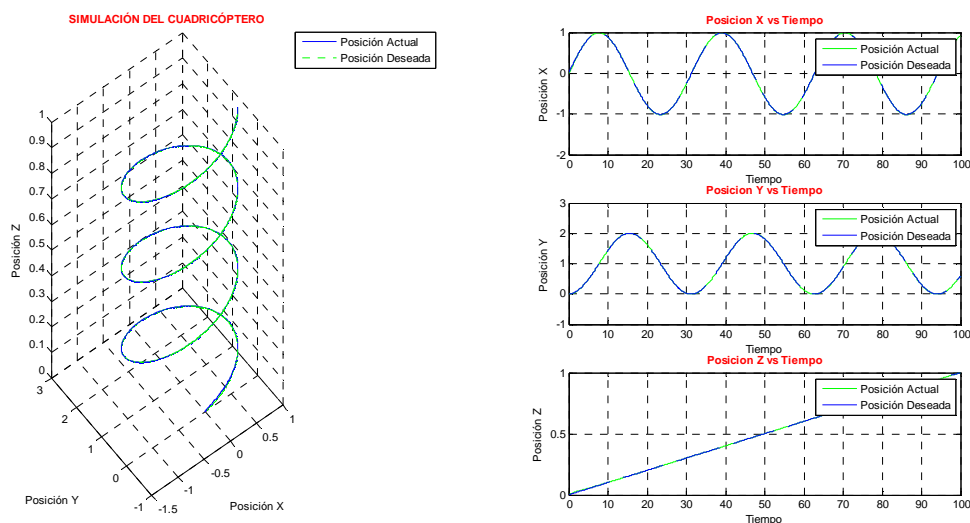 SIMULACIÓN DEL CUADRICÓPTERO
Posición Actual
Posición Deseada
Posición Z
1
0.9
0.8
0.7
0.6
0.5
0.4
0.3
0.2
0.1
0
3
2
1
0
-1
Posición Y
-1.5
-1
-0.5
0
0.5
1
Posición X
Posicion X vs Tiempo
Posición Actual
Posición Deseada
Posición X
1
0
-1
-2
0 10 20 30 40 50 60 70 80 90 100
Tiempo
Posicion Y vs Tiempo
Posición Actual
Posición Deseada
Posición Y
3
2
1
0
-1
0 10 20 30 40 50 60 70 80 90 100
Tiempo
Posicion Z vs Tiempo
Posición Actual
Posición Deseada
Posición Z
1
0.5
0
0 10 20 30 40 50 60 70 80 90 100
Tiempo